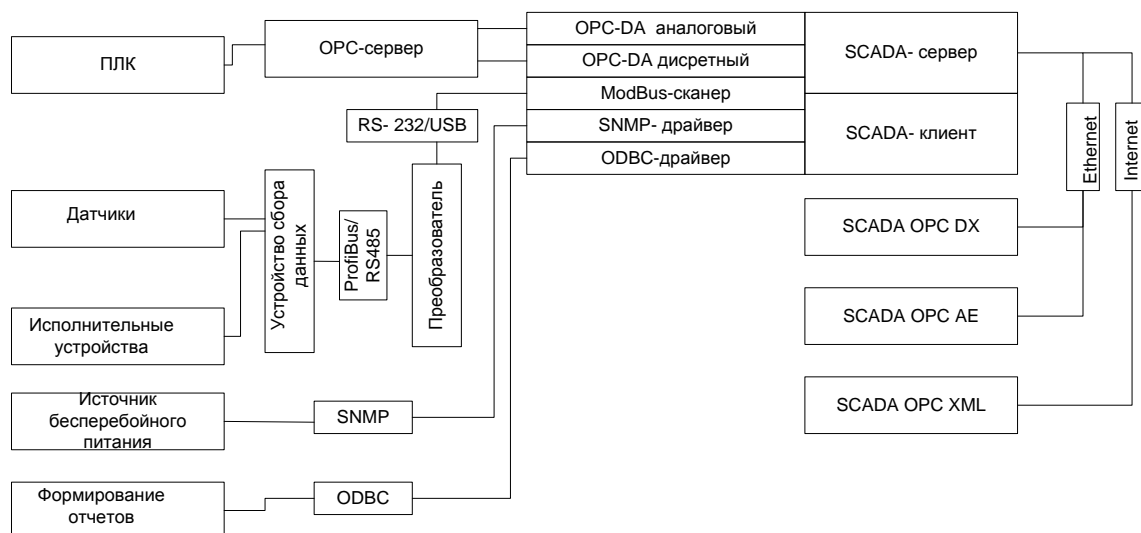 ПЛК
OPC-сервер
OPC-DA аналоговый
OPC-DA дискретный
ModBus-сканер
SNMP- драйвер
ODBC-драйвер
SCADA- сервер
SCADA- клиент
RS- 232/USB
Ethernet
Internet
Датчики
Исполнительные
устройства
Устройство сбора
данных
ProfiBus/
RS485
Преобразователь
SCADA OPC DX
SCADA OPC AE
SCADA OPC XML
Источник
бесперебойного
питания
SNMP
Формирование
отчетов
ODBC